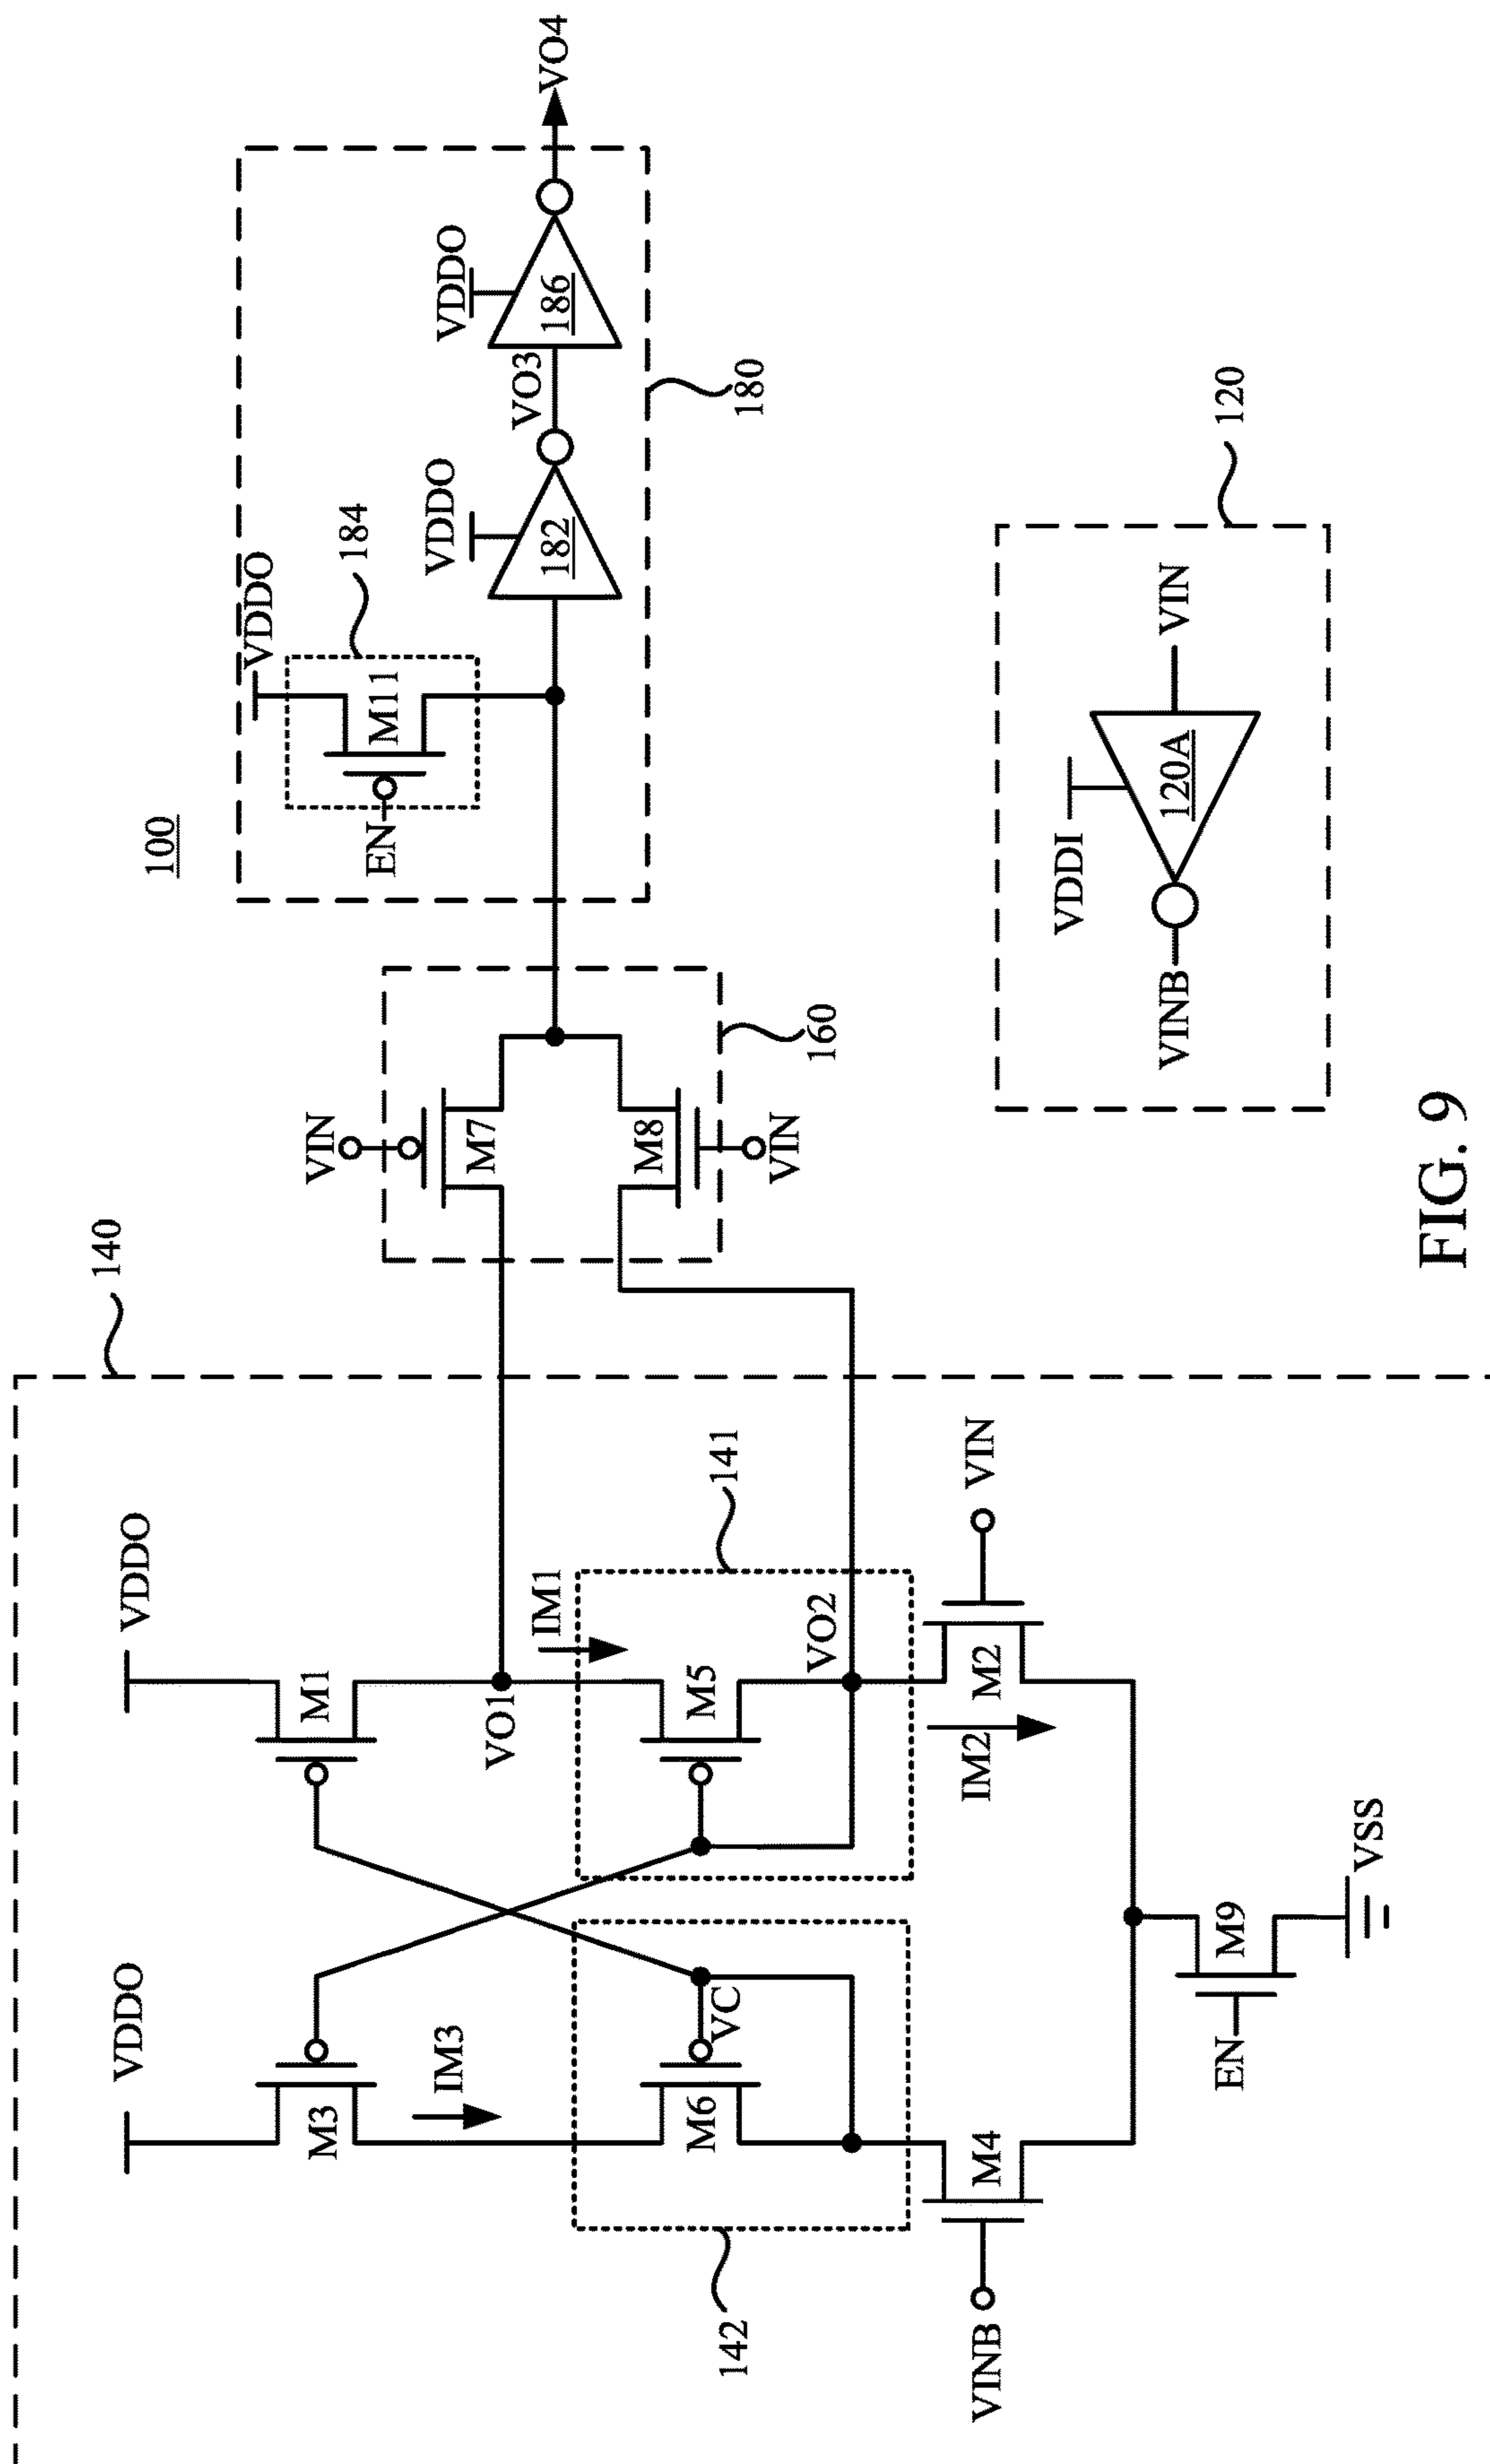 100
140
VDDO
VDDO
M3
M1
IM3
VO1
IM1
141
142
M6
VC
M5
VO2
VINB
M4
IM2
M2
VIN
EN
M9
VSS
VIN
M7
M8
VIN
160
EN
M11
VDDO
184
VDDO
182
VO3
VDDO
186
VO4
180
VINB
VDDI
120A
VIN
120
FIG. 9